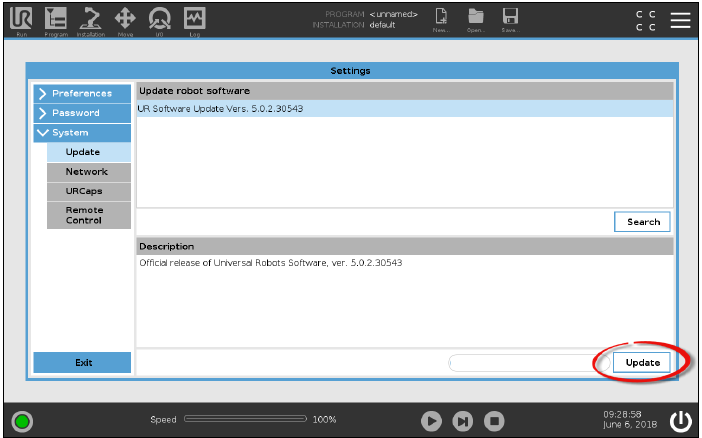 UR
PROGRAM <unnamed>
INSTALLATION default
Run Program Installation Move I/O Log
New... Open... Save...
C C
C C
Settings
Preferences
Password
System
Update
Network
URCaps
Remote
Control
Exit
Update robot software
UR Software Update Vers. 5.0.2.30543
Search
Description
Official release of Universal Robots Software, ver. 5.0.2.30543
Update
Speed 100%
09:28:58
June 6, 2018